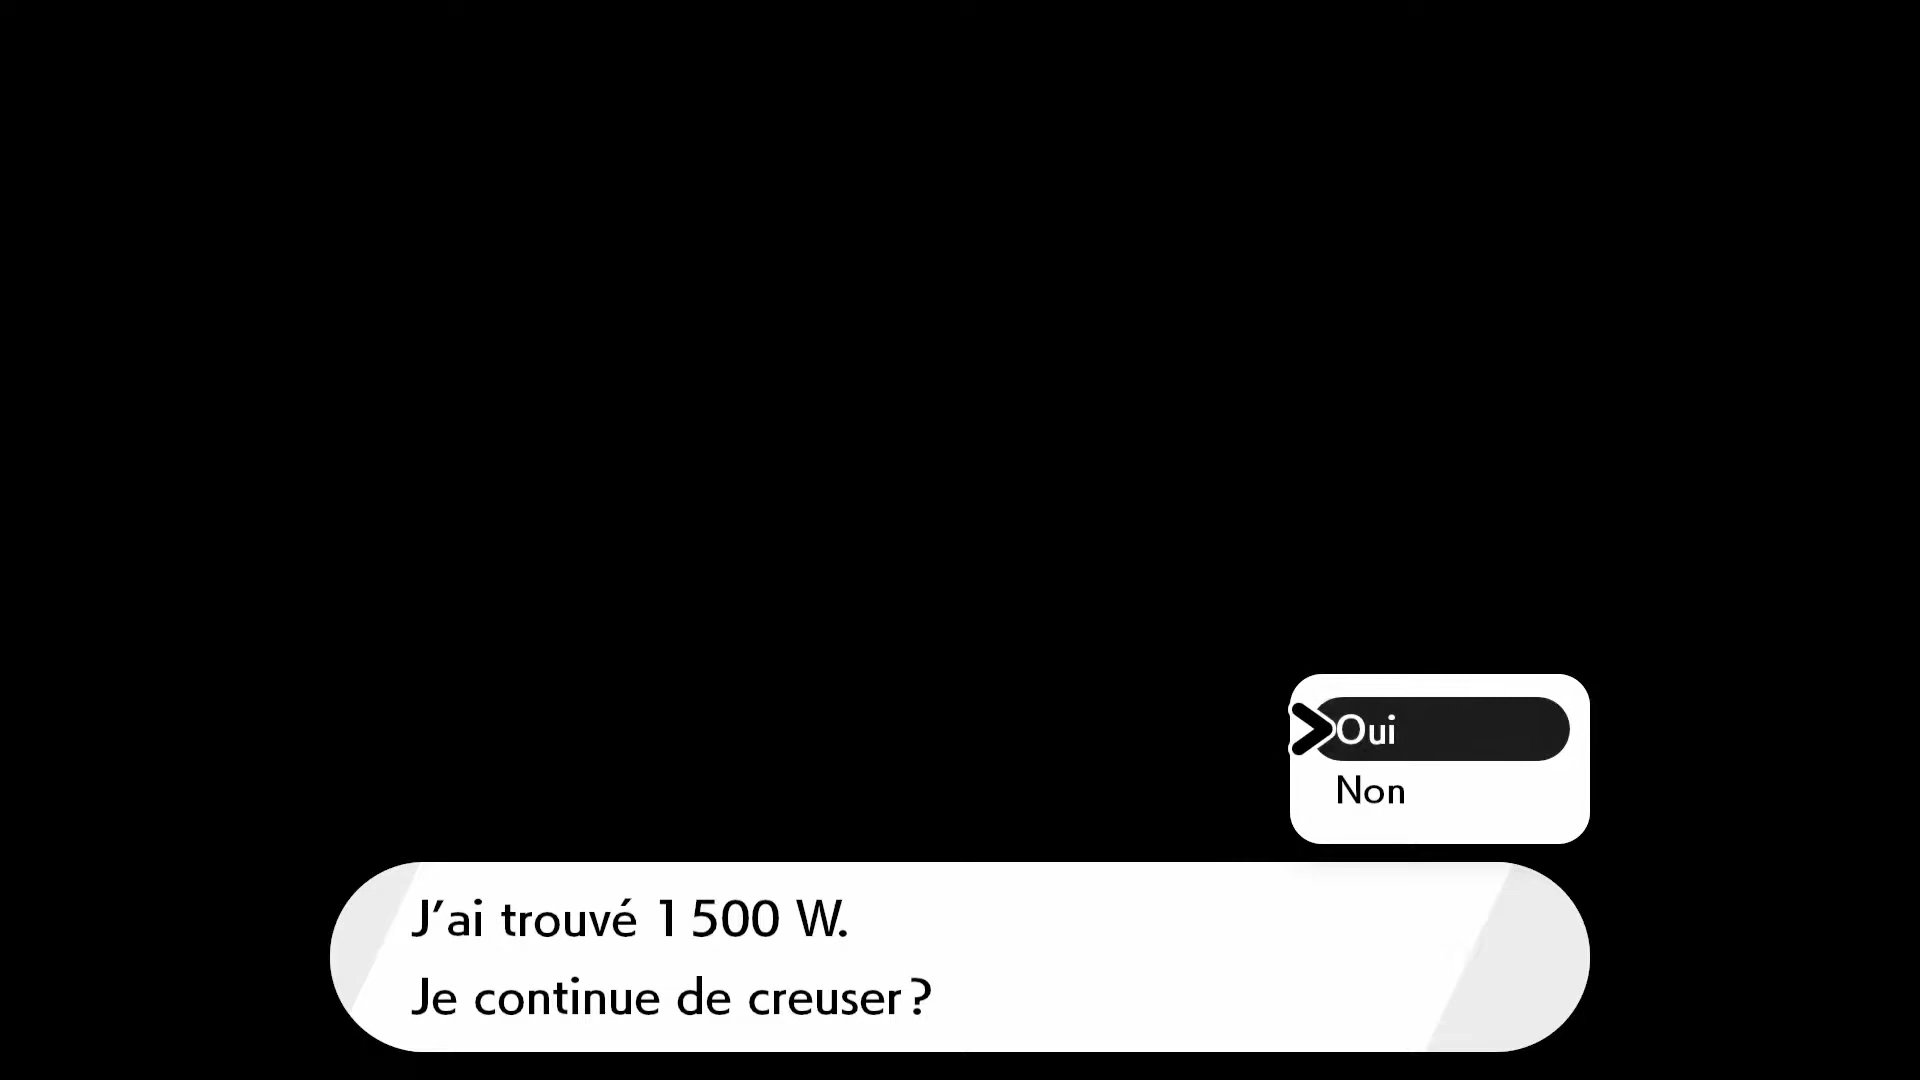 Oui
Non
J’ai trouvé 1 500 W.
Je continue de creuser ?